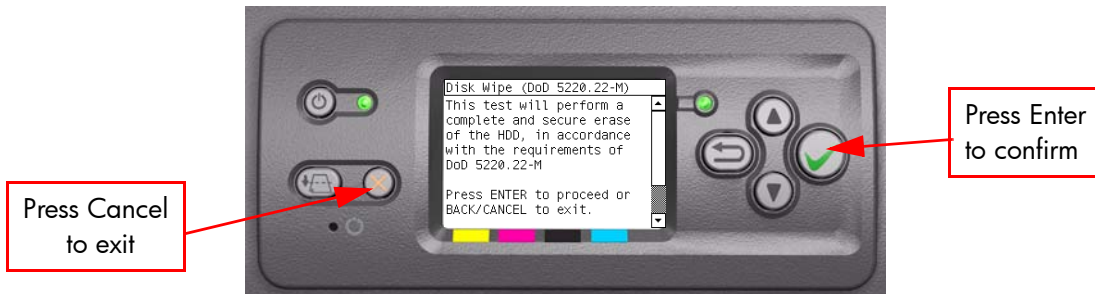 Disk Wipe (DoD 5220.22-M)
This test will perform a
complete and secure erase
of the HDD, in accordance
with the requirements of
DoD 5220.22-M
Press ENTER to proceed or
BACK/CANCEL to exit.
Press Enter
to confirm
Press Cancel
to exit